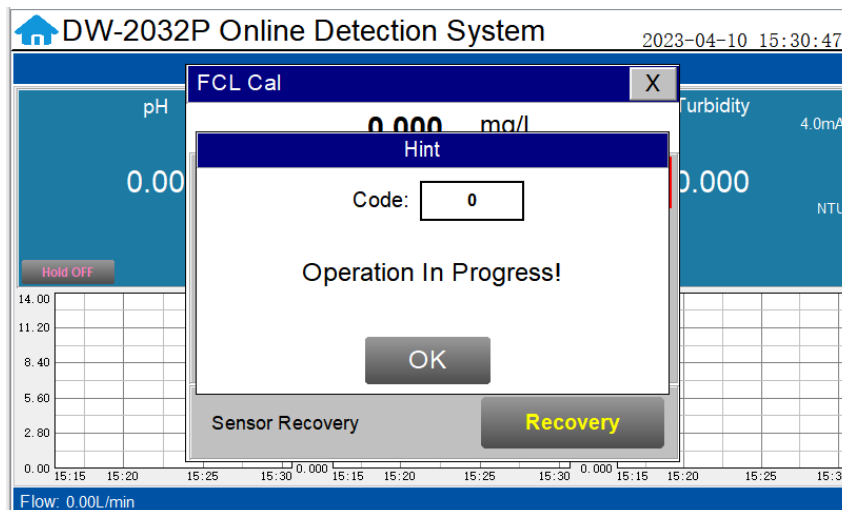 DW-2032P Online Detection System
2023-04-10 15:30:47
FCL Cal
X
pH
0.000 mg/l
Turbidity
4.0mA
Hint
0.00
Code: 0
0.000
NTU
Hold OFF
Operation In Progress!
OK
14.00
11.20
8.40
5.60
2.80
0.00
Sensor Recovery
Recovery
15:15 15:20 15:25 15:30
0.000
15:15 15:20 15:25 15:30
0.000
15:15 15:20 15:25
Flow: 0.00L/min